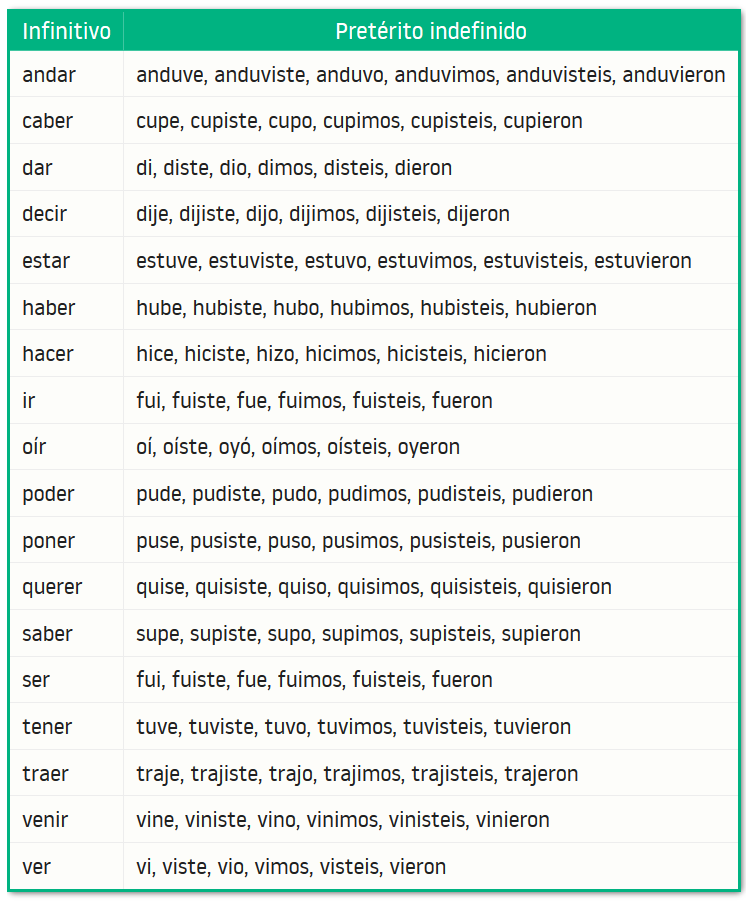 Infinitivo Pretérito indefinido
andar anduve, anduviste, anduvo, anduvimos, anduvisteis, anduvieron
caber cupe, cupiste, cupo, cupimos, cupisteis, cupieron
dar di, diste, dio, dimos, disteis, dieron
decir dije, dijiste, dijo, dijimos, dijisteis, dijeron
estar estuve, estuviste, estuvo, estuvimos, estuvisteis, estuvieron
haber hube, hubiste, hubo, hubimos, hubisteis, hubieron
hacer hice, hiciste, hizo, hicimos, hicisteis, hicieron
ir fui, fuiste, fue, fuimos, fuisteis, fueron
oír oí, oíste, oyó, oímos, oísteis, oyeron
poder pude, pudiste, pudo, pudimos, pudisteis, pudieron
poner puse, pusiste, puso, pusimos, pusisteis, pusieron
querer quise, quisiste, quiso, quisimos, quisisteis, quisieron
saber supe, supiste, supo, supimos, supisteis, supieron
ser fui, fuiste, fue, fuimos, fuisteis, fueron
tener tuve, tuviste, tuvo, tuvimos, tuvisteis, tuvieron
traer traje, trajiste, trajo, trajimos, trajisteis, trajeron
venir vine, viniste, vino, vinimos, vinisteis, vinieron
ver vi, viste, vio, vimos, visteis, vieron